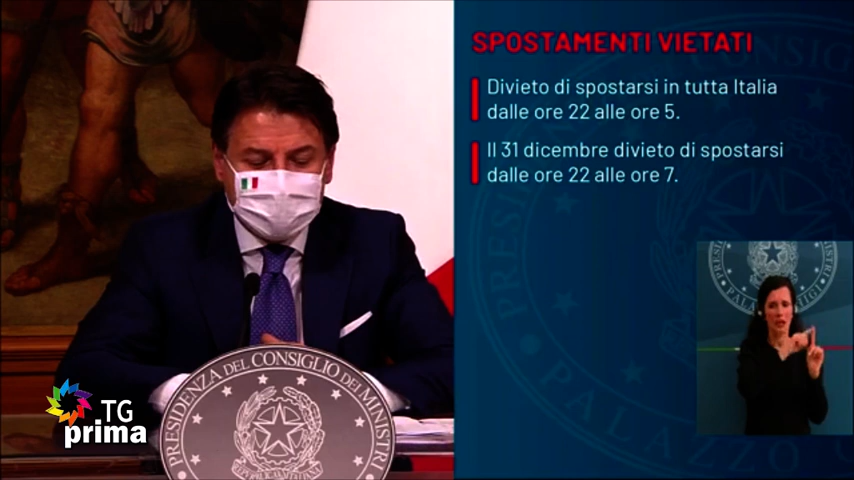 SPOSTAMENTI VIETATI
Divieto di spostarsi in tutta Italia
dalle ore 22 alle ore 5.
Il 31 dicembre divieto di spostarsi
dalle ore 22 alle ore 7.
PRESIDENZA DEL CONSIGLIO DEI MINISTRI
TG
prima